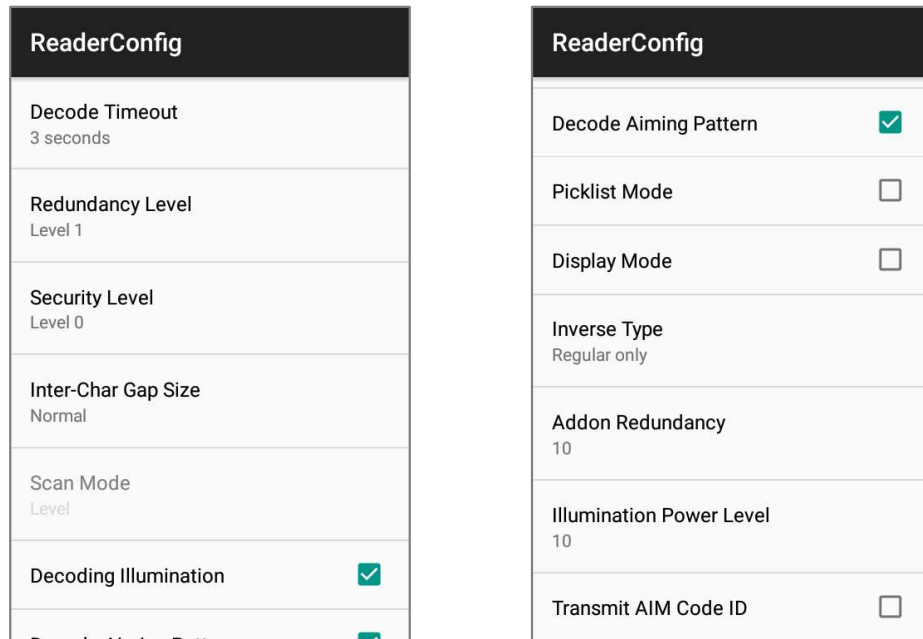 ReaderConfig
Decode Timeout
3 seconds
Redundancy Level
Level 1
Security Level
Level 0
Inter-Char Gap Size
Normal
Scan Mode
Level
Decoding Illumination
ReaderConfig
Decode Aiming Pattern
Picklist Mode
Display Mode
Inverse Type
Regular only
Addon Redundancy
10
Illumination Power Level
10
Transmit AIM Code ID